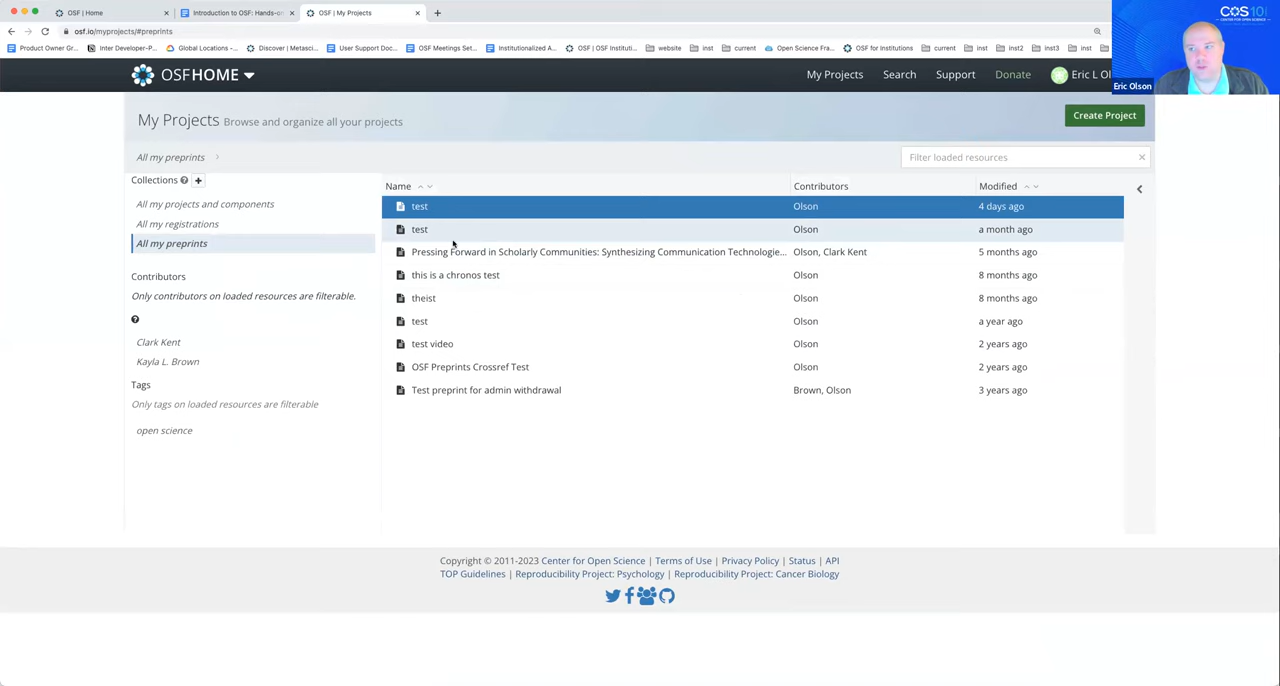 OSF | Home
Introduction to OSF: Hands-o
OSF | My Projects
osf.io/myprojects/#preprints
Product Owner Gr...
Inter Developer-P...
Global Locations -...
Discover | Metasci...
User Support Doc...
OSF Meetings Set...
Institutionalized A...
OSF | OSF Instituti...
website
inst
current
Open Science Fra...
OSF for Institutions
current
inst
inst2
inst3
inst
COS10
CENTER FOR OPEN SCIENCE
Eric Olson
OSFHOME
My Projects
Search
Support
Donate
Eric L Ol
My Projects Browse and organize all your projects
Create Project
All my preprints
Filter loaded resources
Collections
All my projects and components
All my registrations
All my preprints
Contributors
Only contributors on loaded resources are filterable.
Clark Kent
Kayla L. Brown
Tags
Only tags on loaded resources are filterable
open science
Name Contributors Modified
test Olson 4 days ago
test Olson a month ago
Pressing Forward in Scholarly Communities: Synthesizing Communication Technologie... Olson, Clark Kent 5 months ago
this is a chronos test Olson 8 months ago
theist Olson 8 months ago
test Olson a year ago
test video Olson 2 years ago
OSF Preprints Crossref Test Olson 2 years ago
Test preprint for admin withdrawal Brown, Olson 3 years ago
Copyright © 2011-2023 Center for Open Science | Terms of Use | Privacy Policy | Status | API
TOP Guidelines | Reproducibility Project: Psychology | Reproducibility Project: Cancer Biology